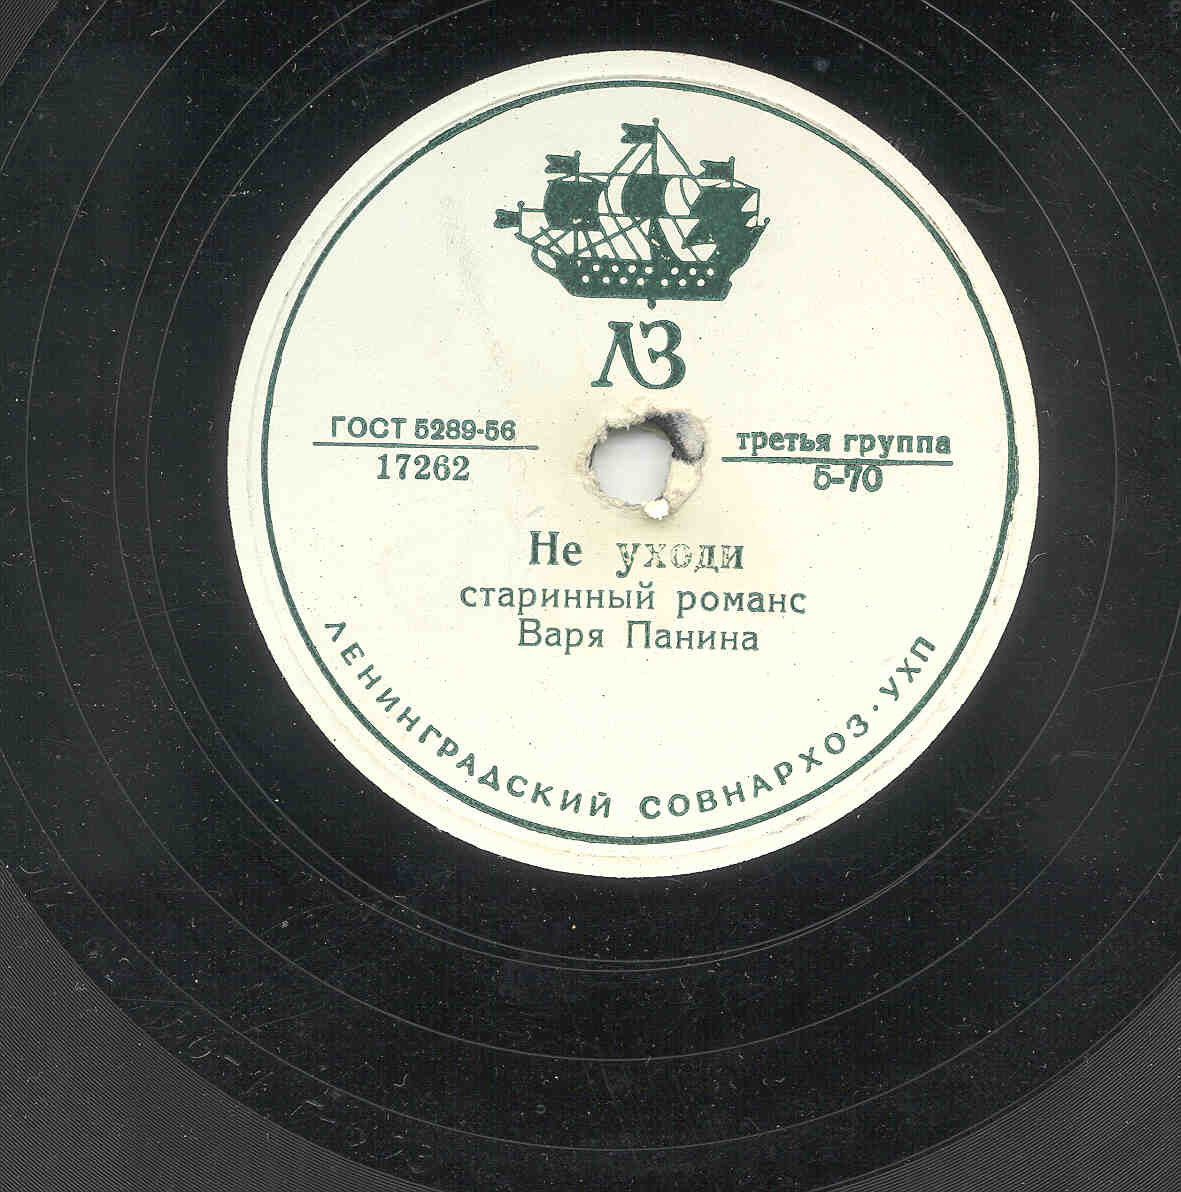 ЛЗ
ГОСТ 5289-56
17262
третья группа
5-70
Не уходи
старинный романс
Варя Панина
ЛЕНИНГРАДСКИЙ СОВНАРХОЗ · УХП